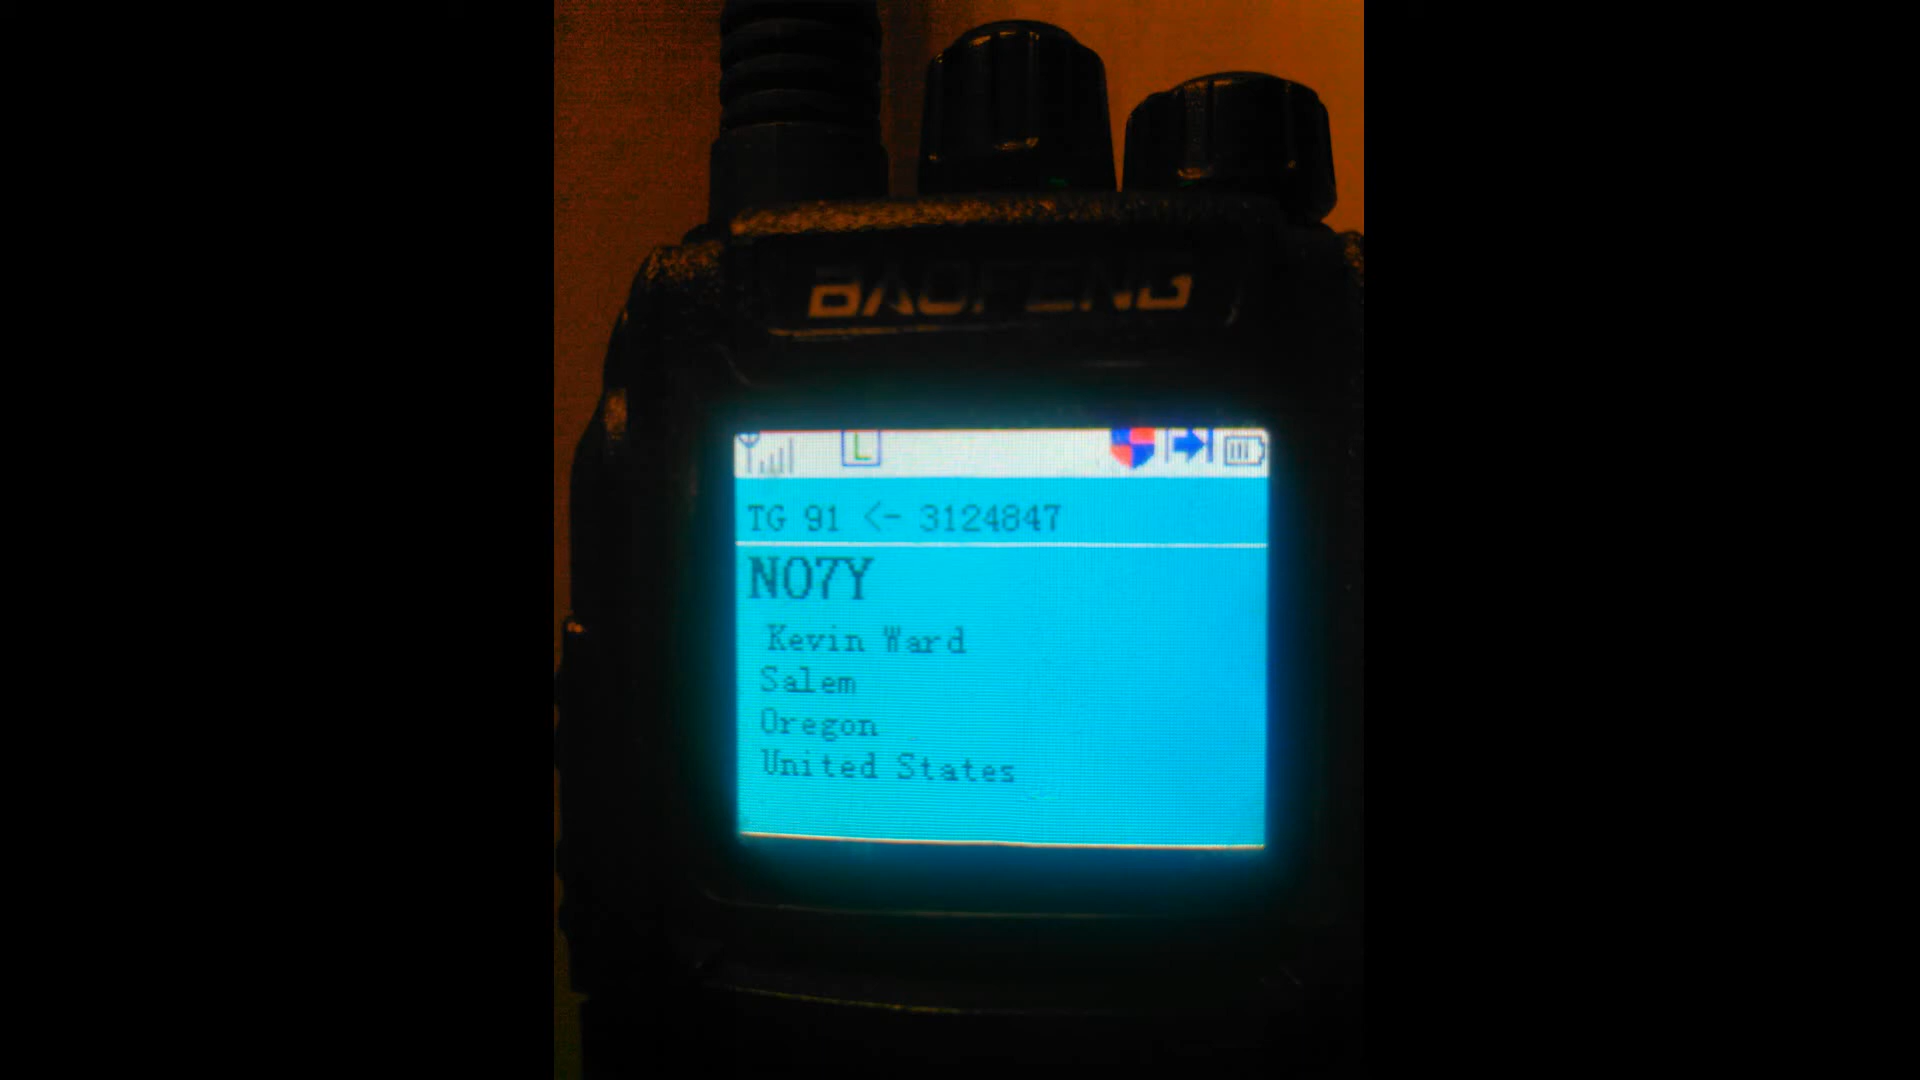 BAOFENG
L
TG 91 <- 3124847
NO7Y
Kevin Ward
Salem
Oregon
United States